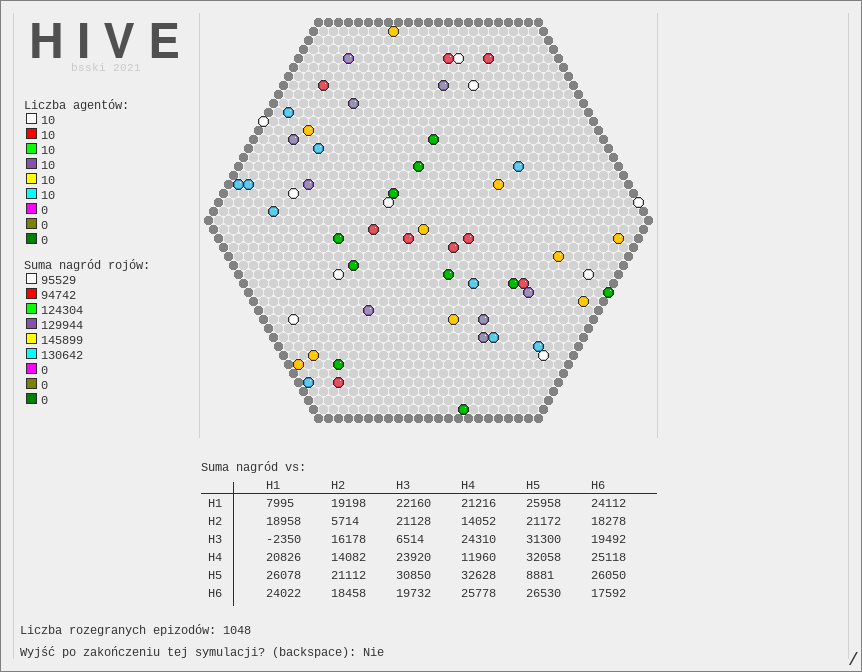 HIVE
bsski 2021
Liczba agentów:
10
10
10
10
10
10
0
0
0
Suma nagród rojów:
95529
94742
124304
129944
145899
130642
0
0
0
Suma nagród vs:
H1 H2 H3 H4 H5 H6
H1 7995 19198 22160 21216 25958 24112
H2 18958 5714 21128 14052 21172 18278
H3 -2350 16178 6514 24310 31300 19492
H4 20826 14082 23920 11960 32058 25118
H5 26078 21112 30850 32628 8881 26050
H6 24022 18458 19732 25778 26530 17592
Liczba rozegranych epizodów: 1048
Wyjść po zakończeniu tej symulacji? (backspace): Nie
/